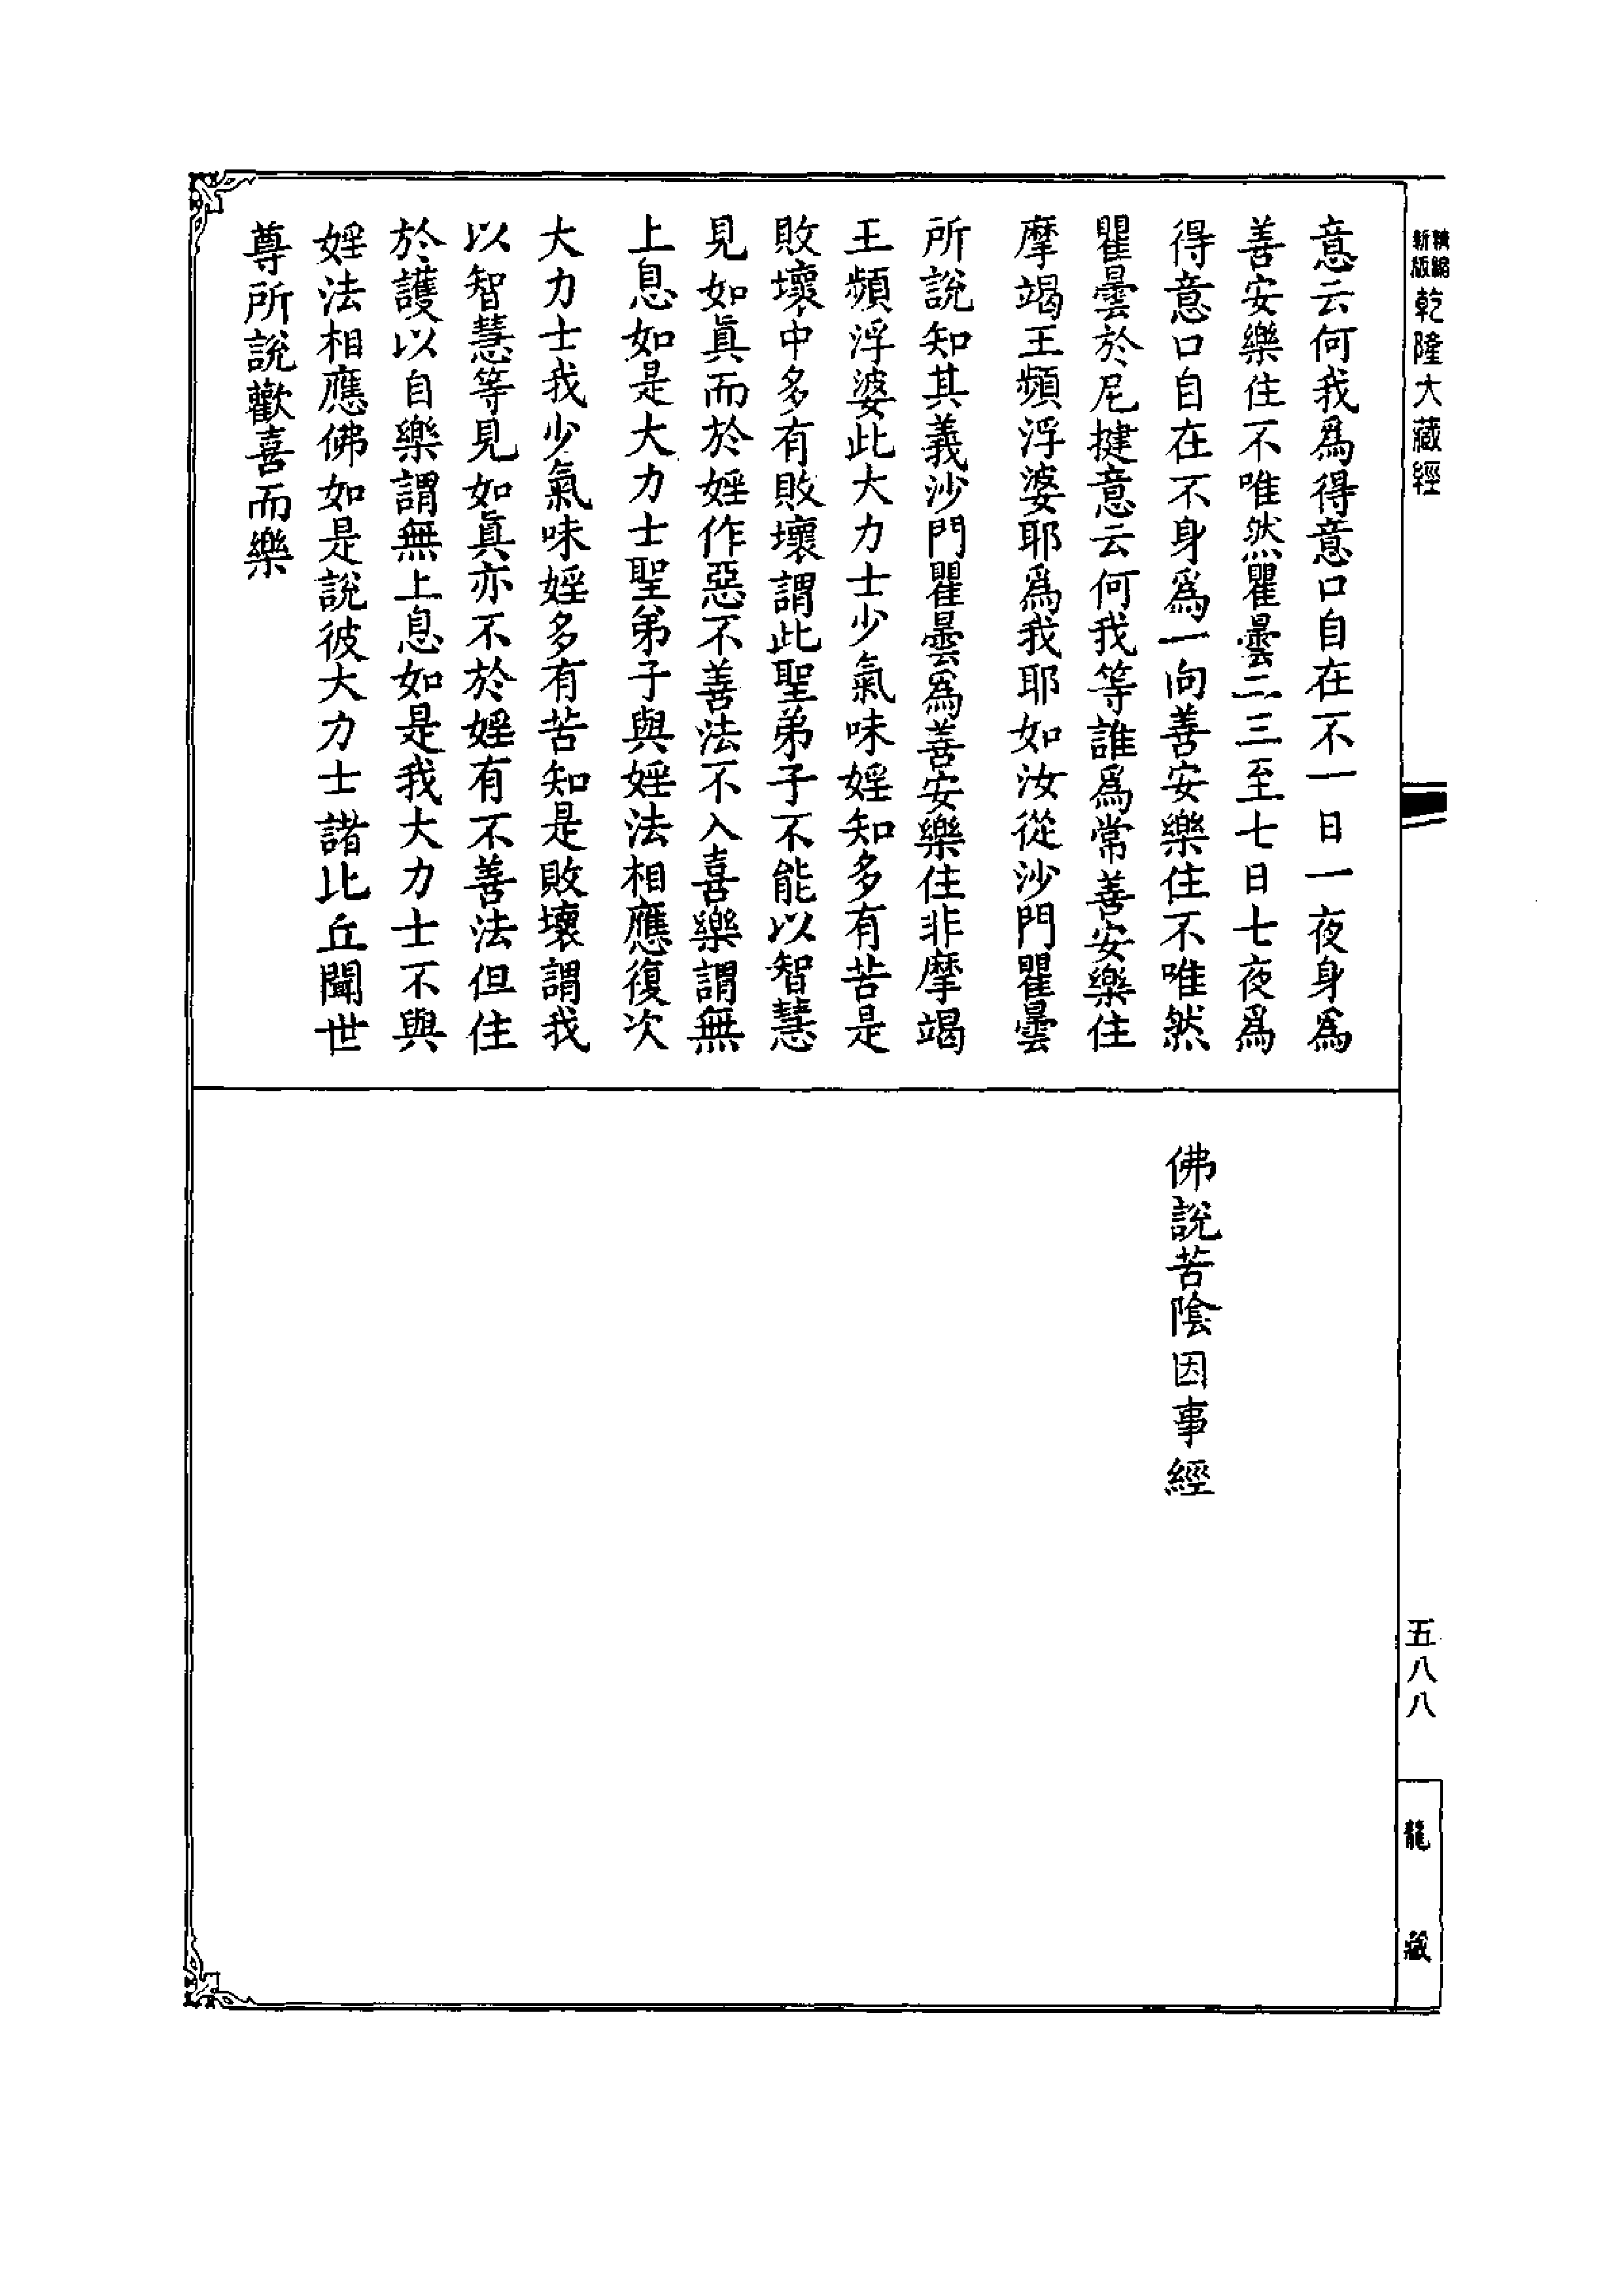 精縮新版乾隆大藏經
意云何我爲得意口自在不一日一夜身爲
善安樂住不唯然瞿曇二三至七日七夜爲
得意口自在不身爲一向善安樂住不唯然
瞿曇於尼揵意云何我等誰爲常善安樂住
摩竭王頻浮婆耶爲我耶如汝從沙門瞿曇
所說知其義沙門瞿曇爲善安樂住非摩竭
王頻浮婆此大力士少氣味婬知多有苦是
敗壞中多有敗壞謂此聖弟子不能以智慧
見如眞而於婬作惡不善法不入喜樂謂無
上息如是大力士聖弟子與婬法相應復次
大力士我少氣味婬多有苦知是敗壞謂我
以智慧等見如眞亦不於婬有不善法但住
於護以自樂謂無上息如是我大力士不與
婬法相應佛如是說彼大力士諸比丘聞世
尊所說歡喜而樂
佛說苦陰因事經
五八八
龍藏